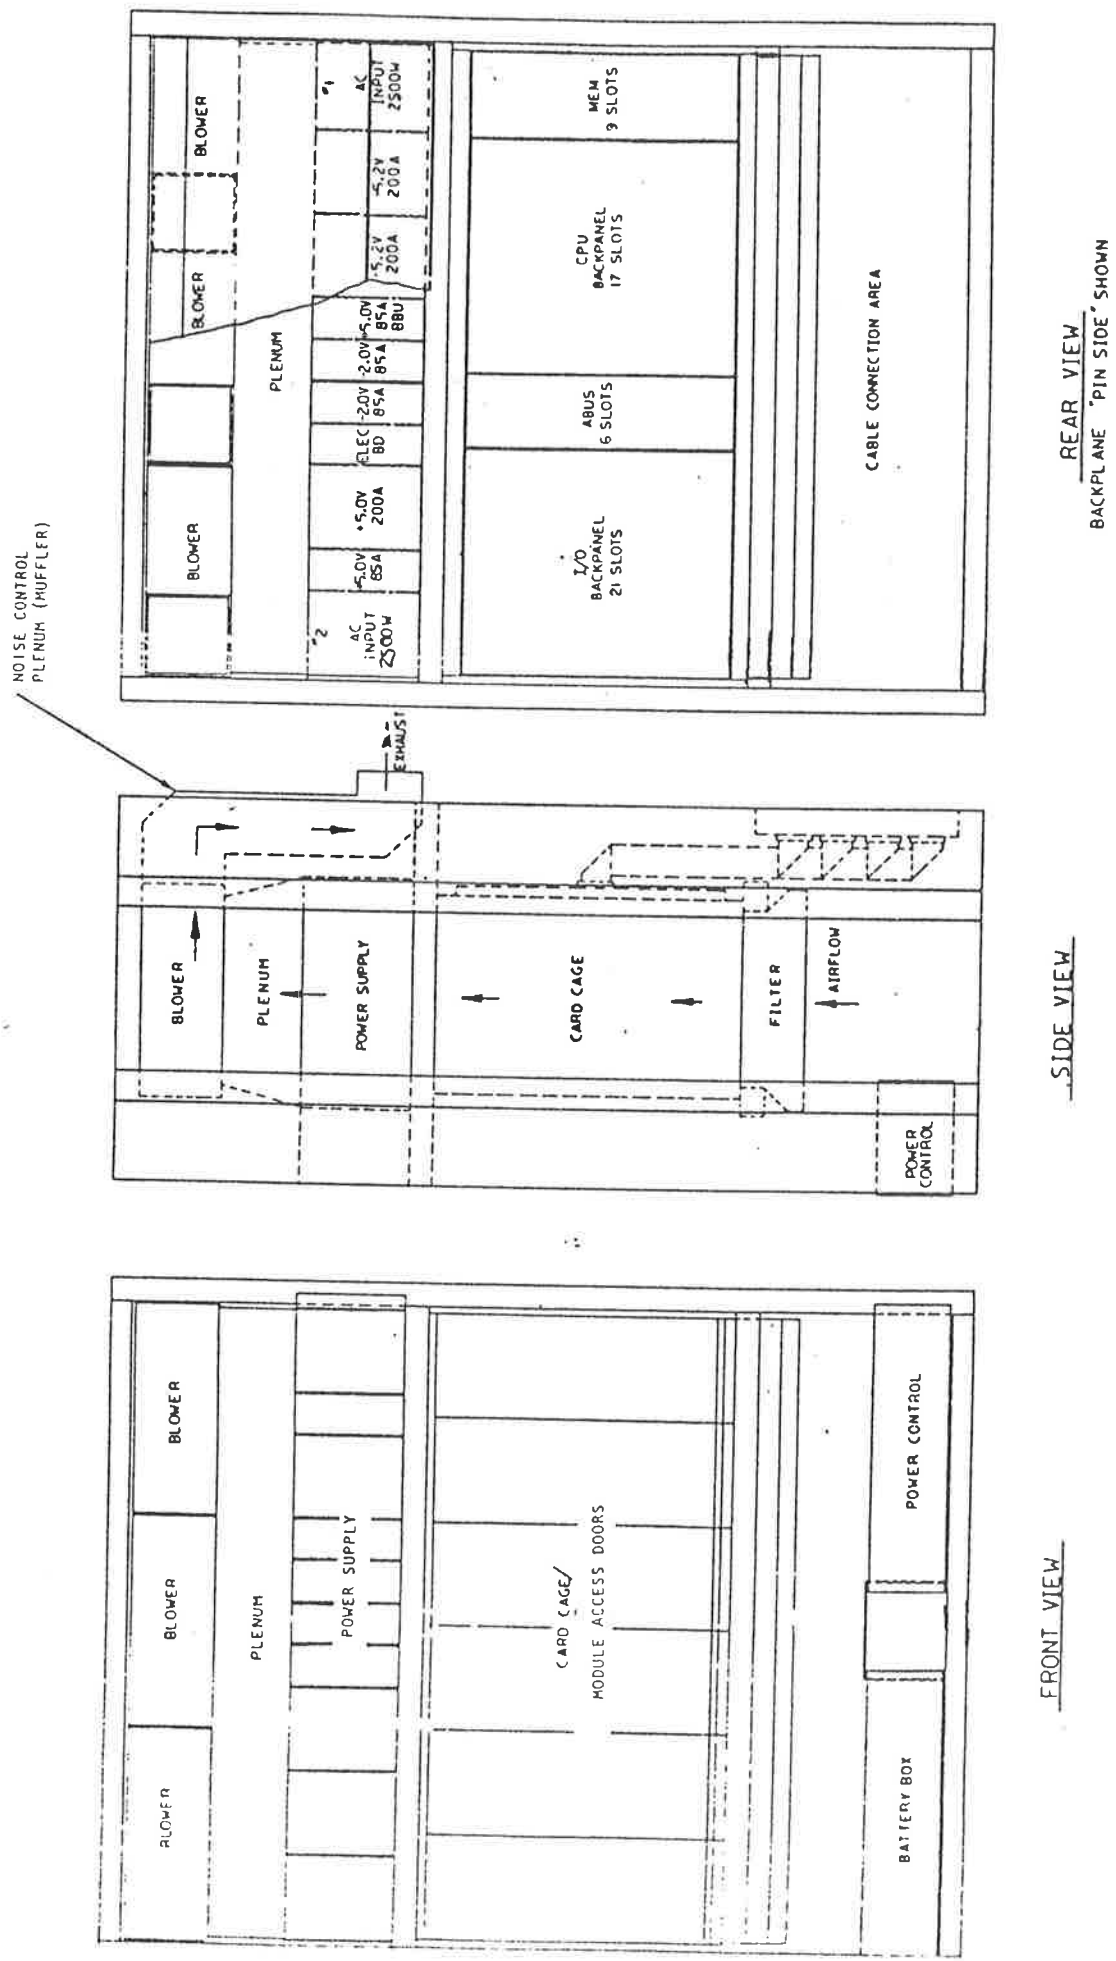 NOISE CONTROL
PLENUM (MUFFLER)
BLOWER
BLOWER
BLOWER
PLENUM
POWER SUPPLY
CARD CAGE/
MODULE ACCESS DOORS
BATTERY BOX
POWER CONTROL
FRONT VIEW
BLOWER
PLENUM
POWER SUPPLY
CARD CAGE
FILTER
AIRFLOW
POWER
CONTROL
EXHAUST
SIDE VIEW
BLOWER
BLOWER
BLOWER
PLENUM
#2
AC
INPUT
2500W
+5.0V
85A
+5.0V
200A
ELEC
BD
-2.0V
85A
-2.0V
85A
+5.0V
85A
BBU
-5.2V
200A
-5.2V
200A
#1
AC
INPUT
2500W
I/O
BACKPANEL
21 SLOTS
ABUS
6 SLOTS
CPU
BACKPANEL
17 SLOTS
MEM
9 SLOTS
CABLE CONNECTION AREA
REAR VIEW
BACKPLANE "PIN SIDE" SHOWN